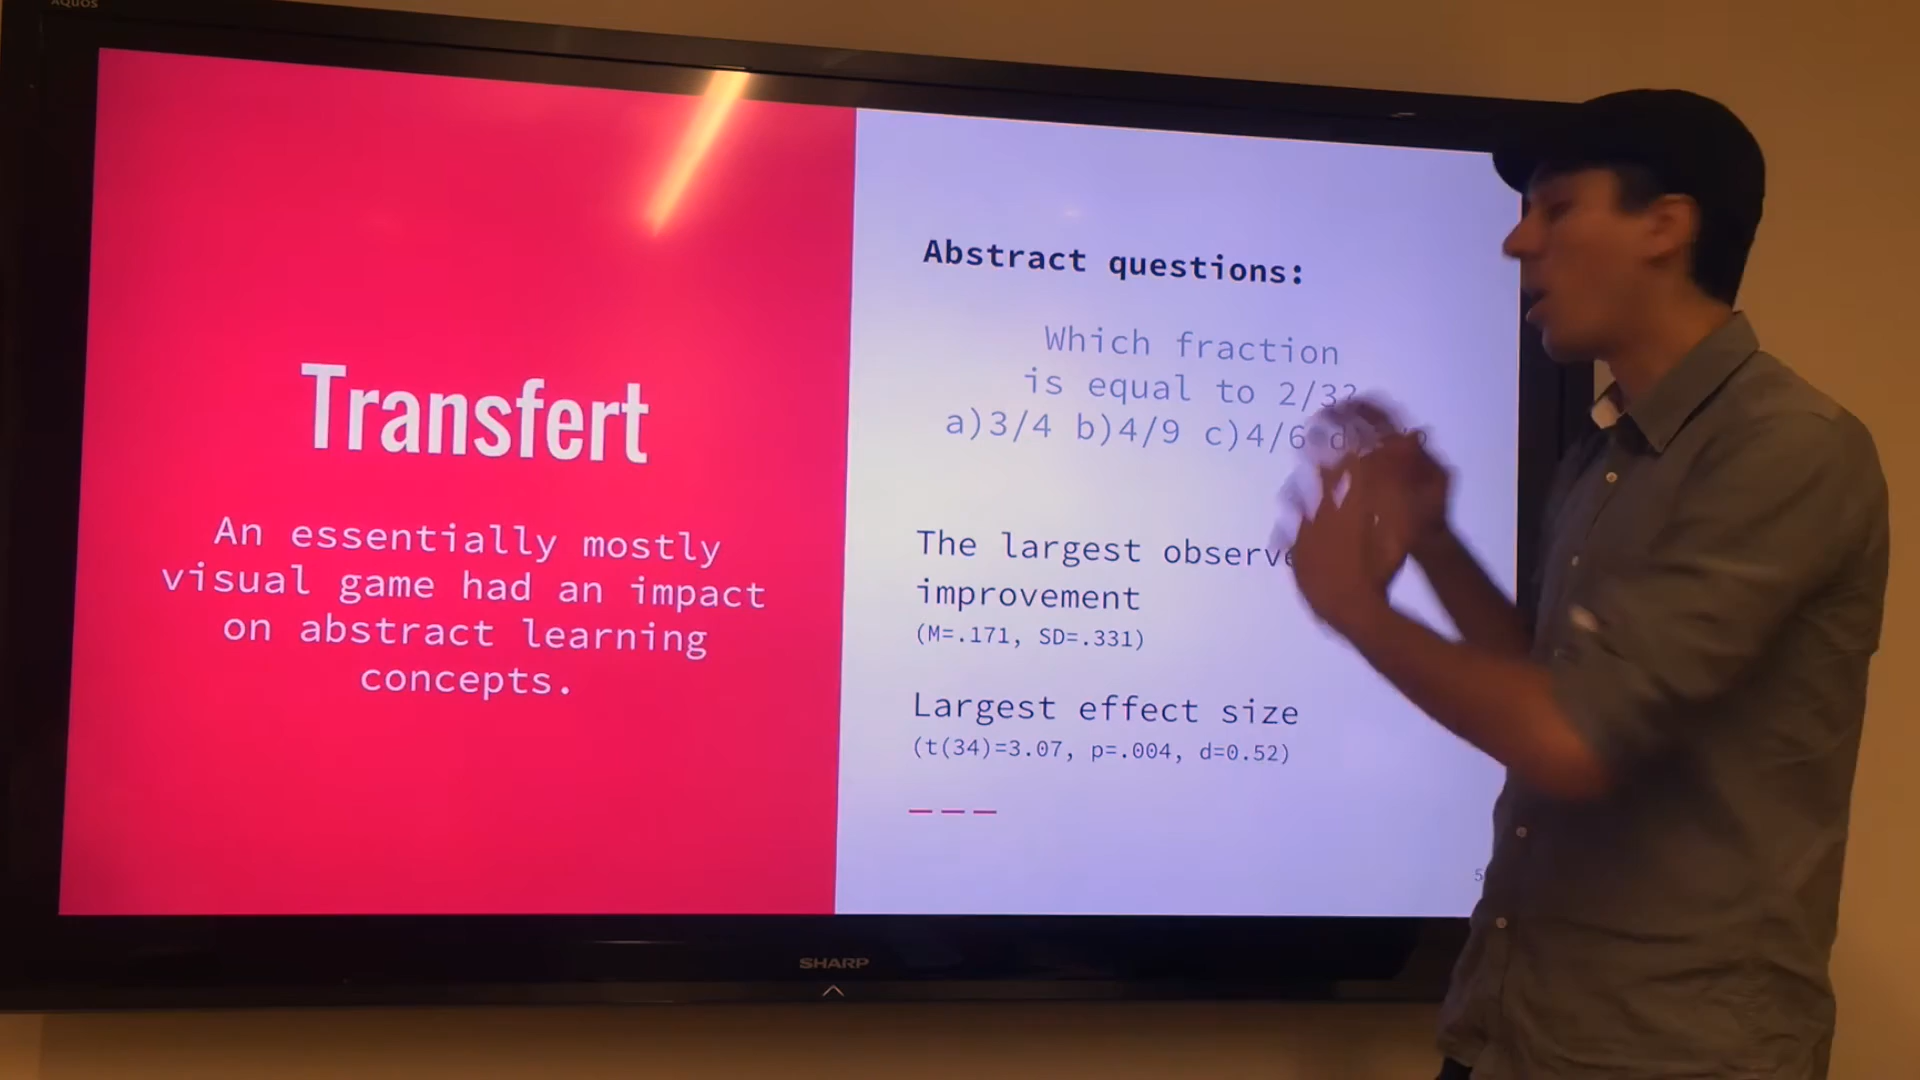 AQUOS
Transfert
An essentially mostly
visual game had an impact
on abstract learning
concepts.
Abstract questions:
Which fraction
is equal to 2/3?
a)3/4 b)4/9 c)4/6 d)
The largest
improvement
(M=.171, SD=.331)
Largest effect size
(t(34)=3.07, p=.004, d=0.52)
SHARP